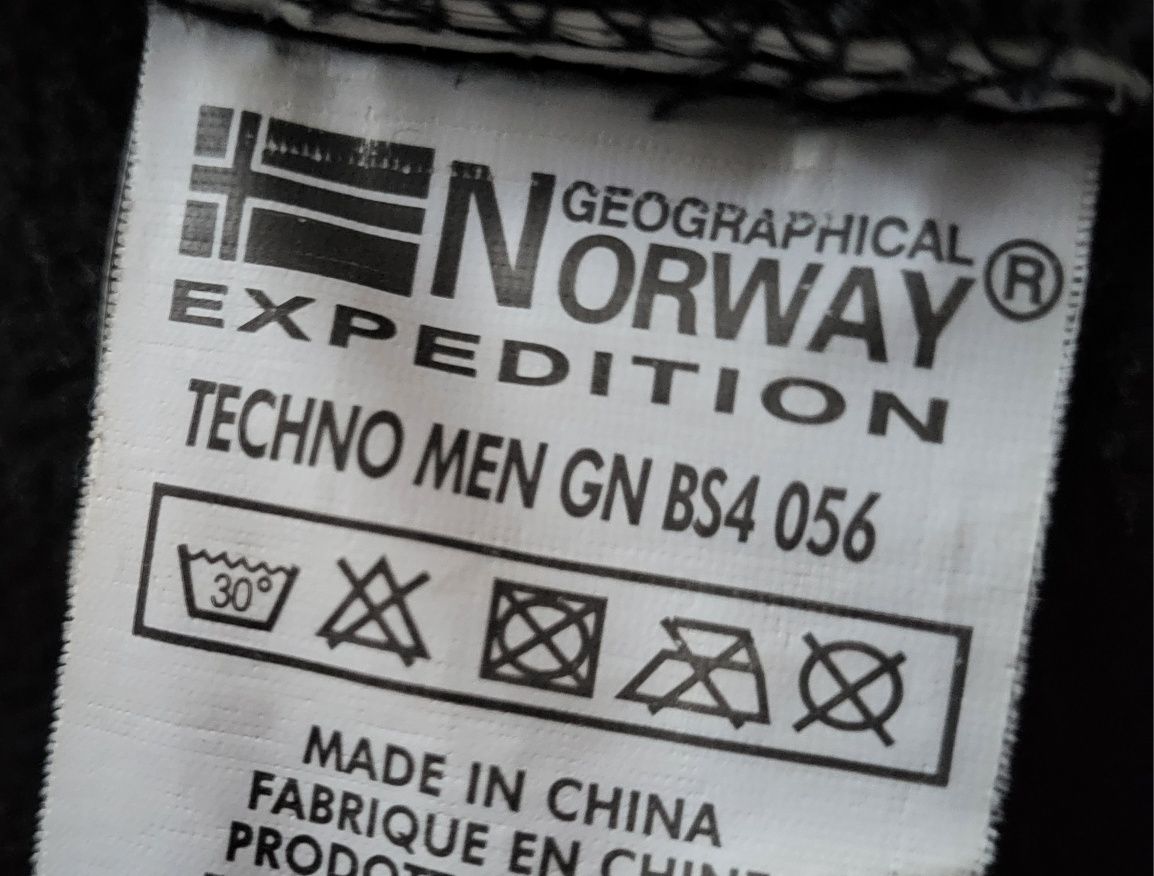 GEOGRAPHICAL
NORWAY®
EXPEDITION
TECHNO MEN GN BS4 056
30°
MADE IN CHINA
FABRIQUE EN CHINE